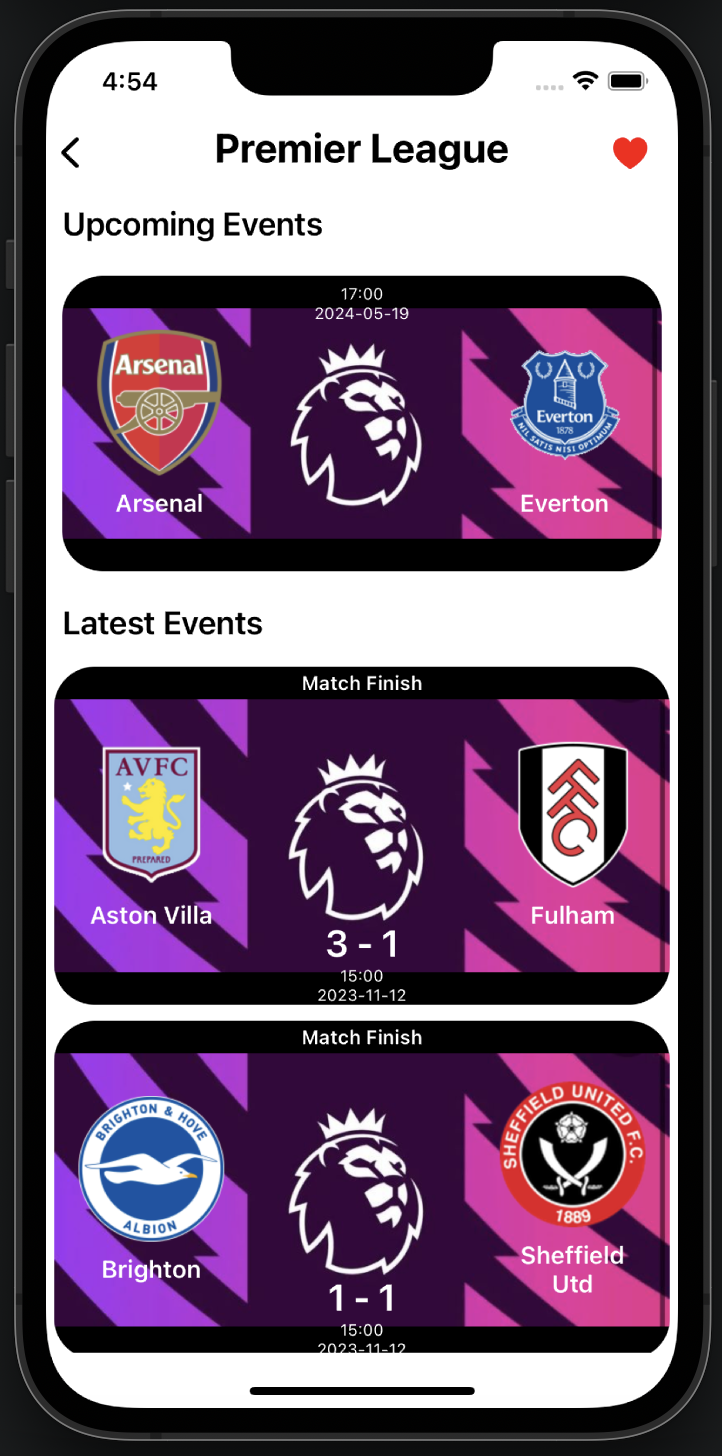 4:54
Premier League
Upcoming Events
17:00
2024-05-19
Arsenal
Everton
1878
NIL SATIS NISI OPTIMUM
Arsenal
Everton
Latest Events
Match Finish
AVFC
PREPARED
FFC
Aston Villa
Fulham
3 - 1
15:00
2023-11-12
Match Finish
BRIGHTON & HOVE
ALBION
SHEFFIELD UNITED F.C.
1889
Brighton
Sheffield
Utd
1 - 1
15:00
2023-11-12